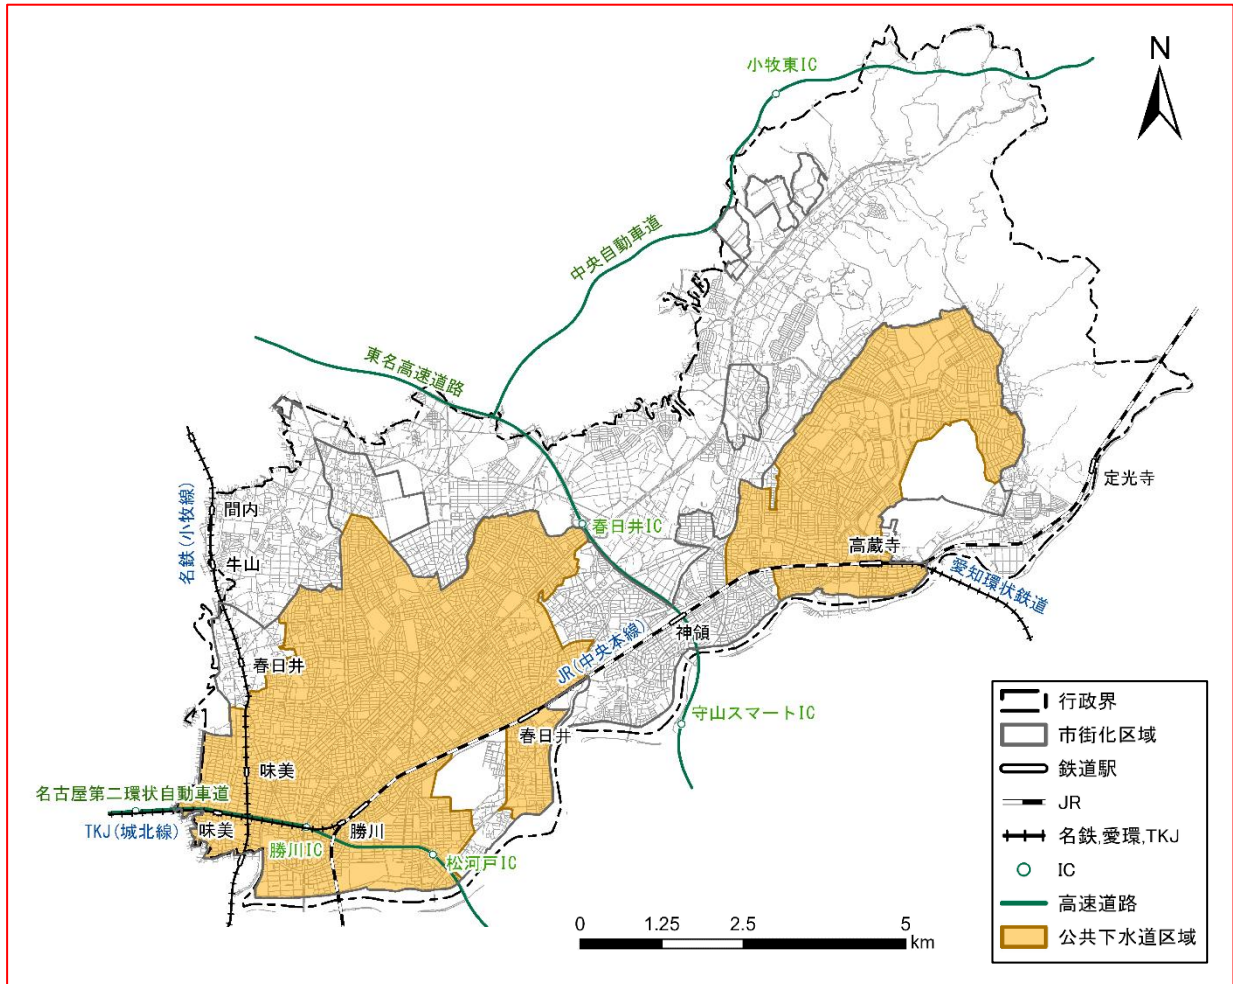 N
小牧東IC
中央自動車道
東名高速道路
名鉄(小牧線)
間内
牛山
春日井IC
定光寺
高蔵寺
愛知環状鉄道
神領
JR(中央本線)
春日井
守山スマートIC
春日井
味美
名古屋第二環状自動車道
TKJ(城北線)
味美
勝川
勝川IC
松河戸IC
0 1.25 2.5 5
km
行政界
市街化区域
鉄道駅
JR
名鉄,愛環,TKJ
IC
高速道路
公共下水道区域